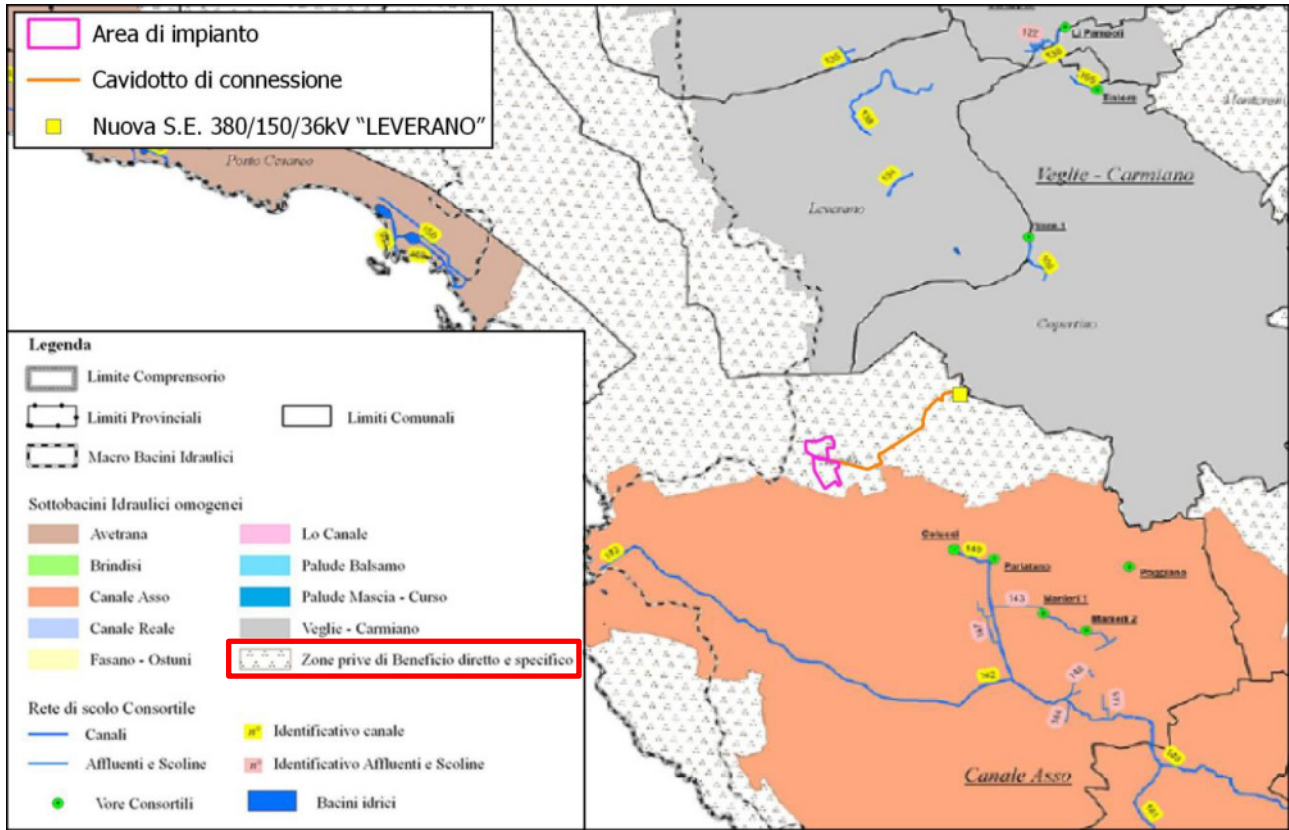 Area di impianto
Cavidotto di connessione
Nuova S.E. 380/150/36kV “LEVERANO”
Porto Cesareo
Li Pampoli
122
Veglie - Carmiano
Leverano
Copertino
150
Legenda
Limite Comprensorio
Limiti Provinciali
Limiti Comunali
Macro Bacini Idraulici
Sottobacini Idraulici omogenei
Avetrana
Lo Canale
Brindisi
Palude Balsamo
Canale Asso
Palude Mascia - Curso
Canale Reale
Veglie - Carmiano
Fasano - Ostuni
Zone prive di Beneficio diretto e specifico
Rete di scolo Consortile
Canali
n° Identificativo canale
Affluenti e Scoline
n° Identificativo Affluenti e Scoline
Vore Consortili
Bacini idrici
Colucci
Parlatano
Poggiano
143
Manieri 1
Manieri 2
142
Canale Asso